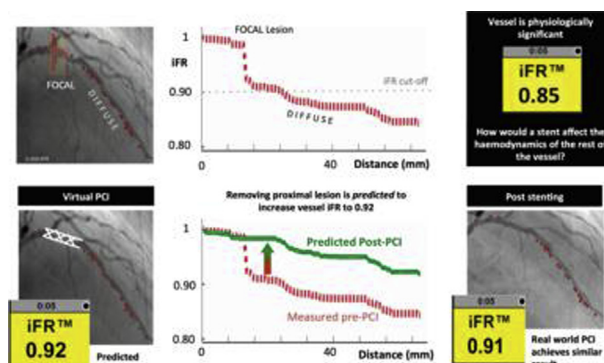 FOCAL
DIFFUSE
FOCAL Lesion
1
iFR
iFR cut-off
0.90
DIFFUSE
0.80
0
40
Distance (mm)
Vessel is physiologically
significant
0:05
iFR™
0.85
How would a stent affect the
haemodynamics of the rest of
the vessel?
Virtual PCI
0:05
iFR™
0.92
Predicted
Removing proximal lesion is predicted to
increase vessel iFR to 0.92
1
Predicted Post-PCI
0.90
Measured pre-PCI
0.80
0
40
Distance (mm)
Post stenting
0:05
iFR™
0.91
Real world PCI
achieves similar